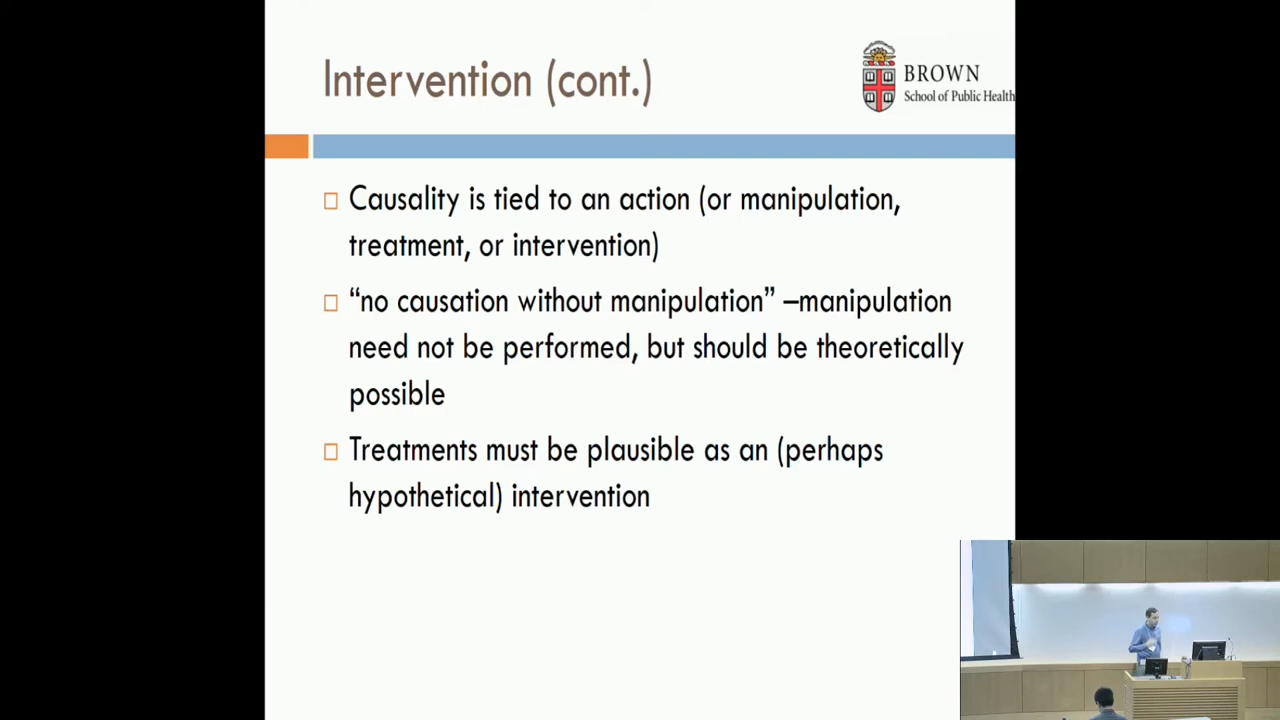 Intervention (cont.)
BROWN
School of Public Health
Causality is tied to an action (or manipulation,
treatment, or intervention)
“no causation without manipulation” –manipulation
need not be performed, but should be theoretically
possible
Treatments must be plausible as an (perhaps
hypothetical) intervention